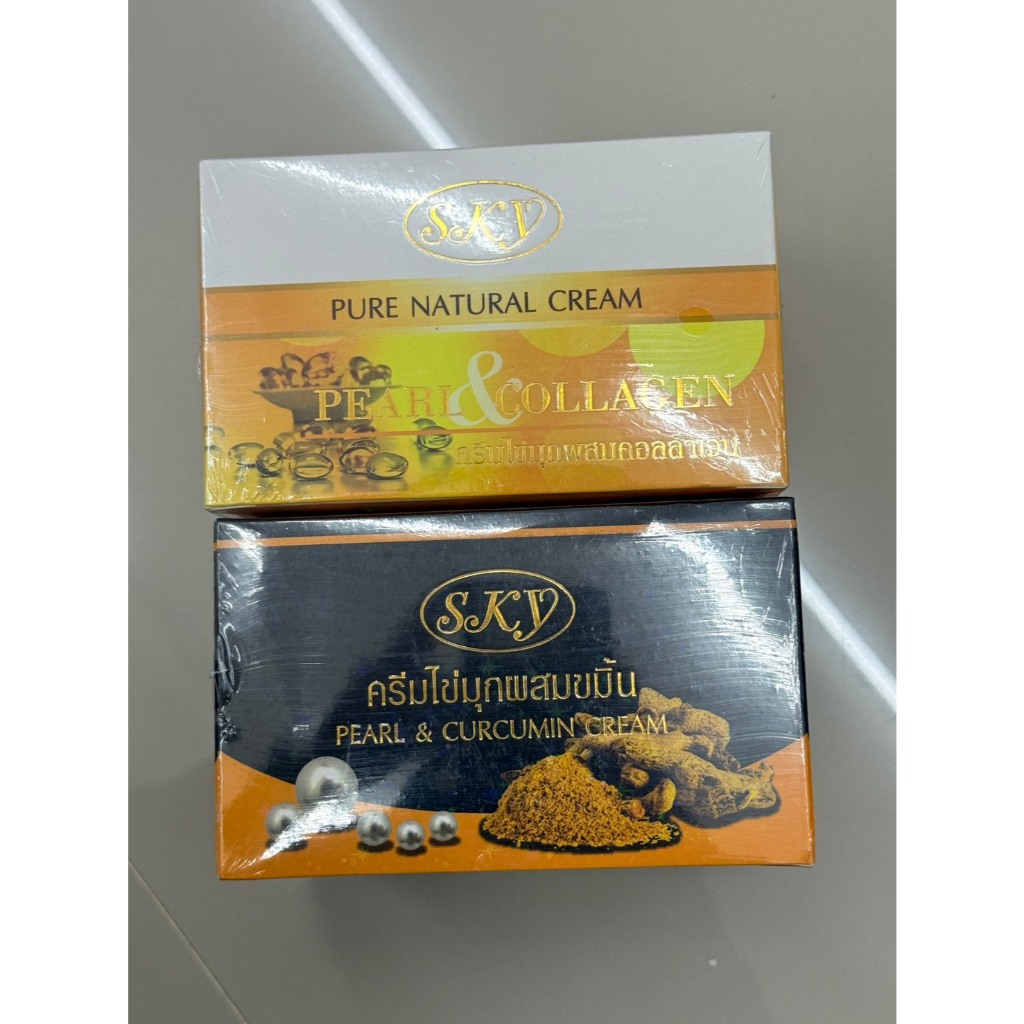 SKY
PURE NATURAL CREAM
PEARL & COLLAGEN
ครีมไข่มุกผสมคอลลาเจน
SKY
ครีมไข่มุกผสมขมิ้น
PEARL & CURCUMIN CREAM